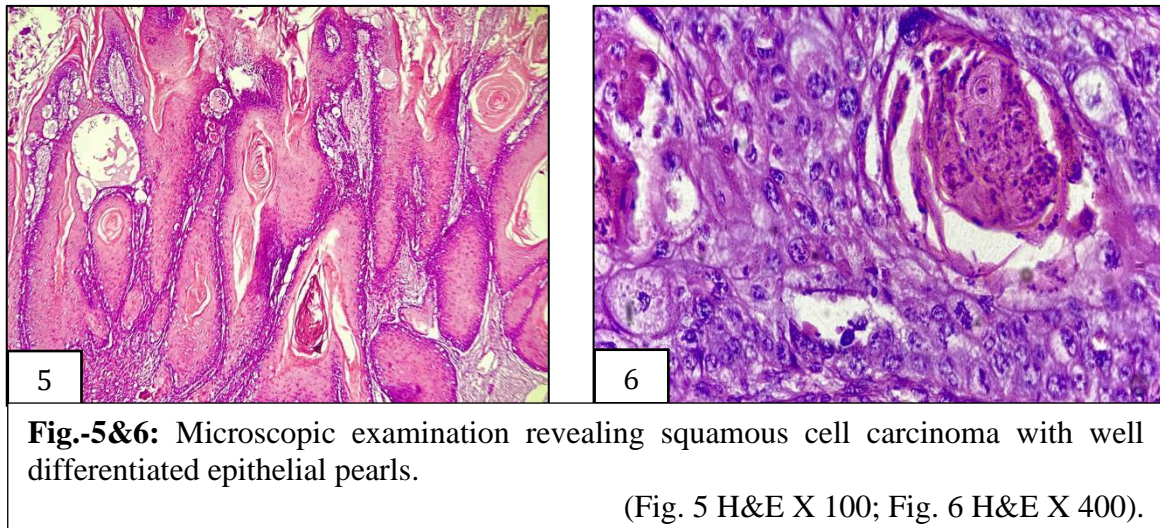 5
6
Fig.-5&6: Microscopic examination revealing squamous cell carcinoma with well
differentiated epithelial pearls.
(Fig. 5 H&E X 100; Fig. 6 H&E X 400).